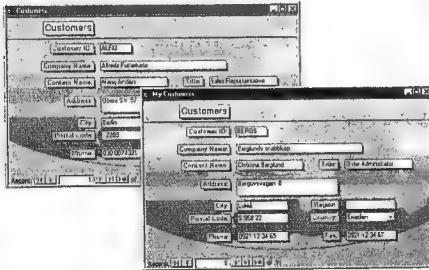 Customers
Customers
Customer ID ALFKI
Company Name Alfreds Futterkiste
Contact Name Maria Anders Title Sales Representative
Address Obere Str. 57
City Berlin
Postal Code 12209
Phone
My Customers
Customers
Customer ID BERGS
Company Name Berglunds snabbköp
Contact Name Christina Berglund Title Order Administrator
Address Berguvsvägen 8
City Luleå Region
Postal Code S-958 22 Country Sweden
Phone 0921-12 34 65 Fax 0921-12 34 67
Record